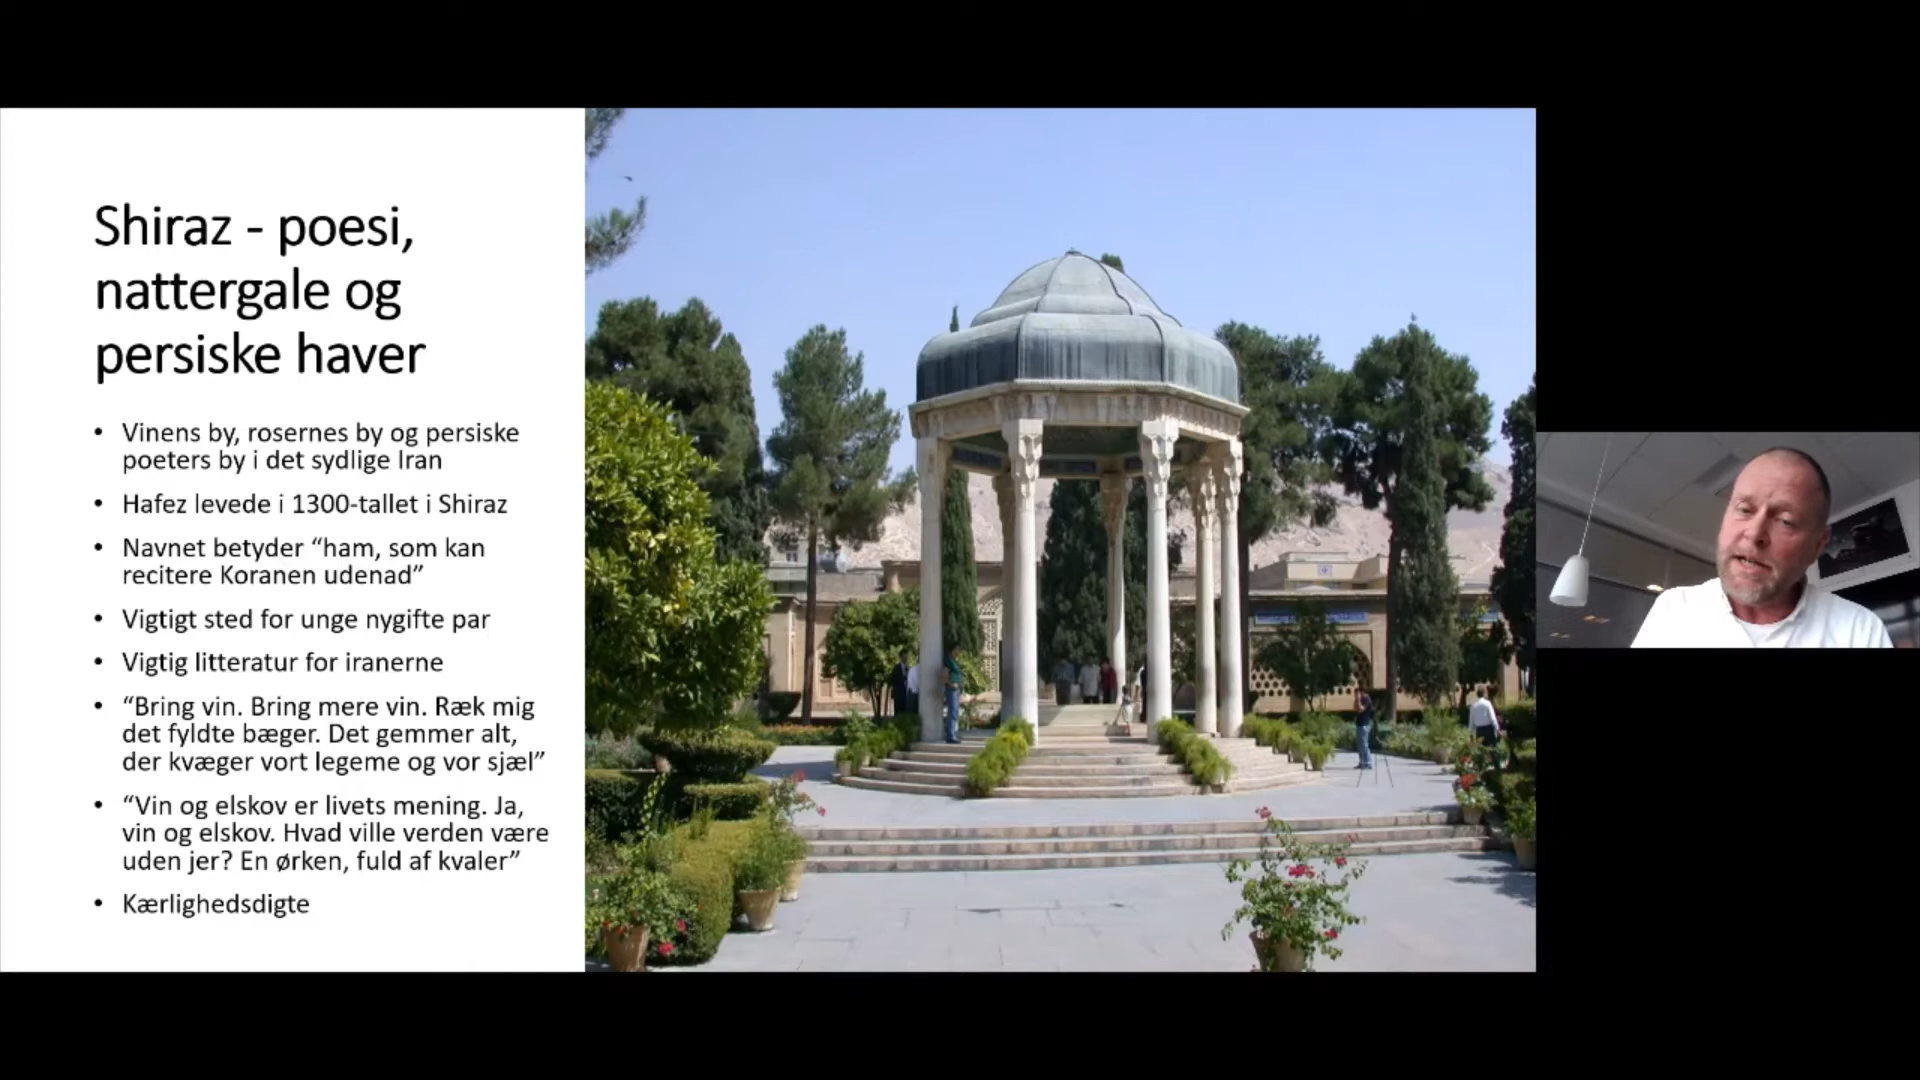 Shiraz - poesi,
nattergale og
persiske haver
• Vinens by, rosernes by og persiske
poeters by i det sydlige Iran
• Hafez levede i 1300-tallet i Shiraz
• Navnet betyder “ham, som kan
recitere Koranen udenad”
• Vigtigt sted for unge nygifte par
• Vigtig litteratur for iranerne
• “Bring vin. Bring mere vin. Ræk mig
det fyldte bæger. Det gemmer alt,
der kvæger vort legeme og vor sjæl”
• “Vin og elskov er livets mening. Ja,
vin og elskov. Hvad ville verden være
uden jer? En ørken, fuld af kvaler”
• Kærlighedsdigte